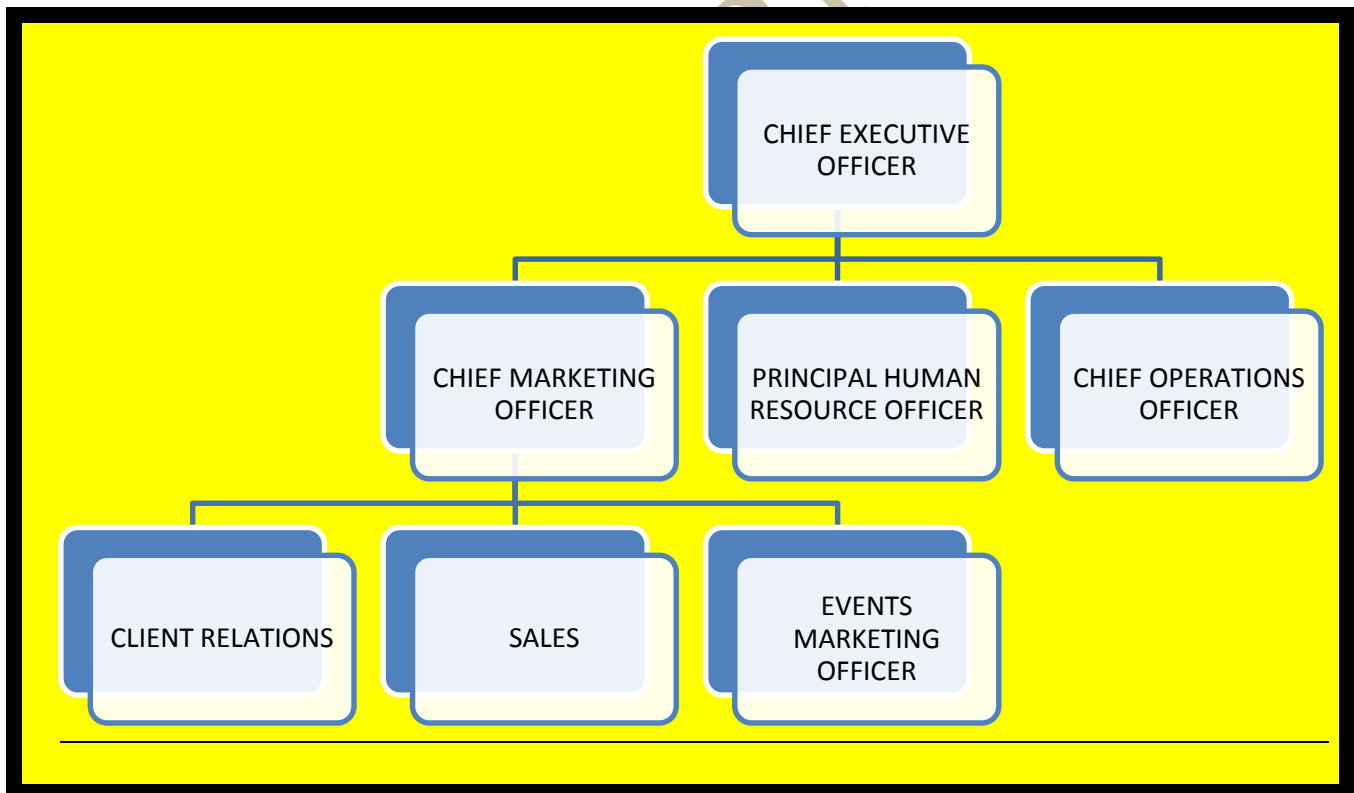 CHIEF EXECUTIVE
OFFICER
CHIEF MARKETING
OFFICER
PRINCIPAL HUMAN
RESOURCE OFFICER
CHIEF OPERATIONS
OFFICER
CLIENT RELATIONS
SALES
EVENTS
MARKETING
OFFICER